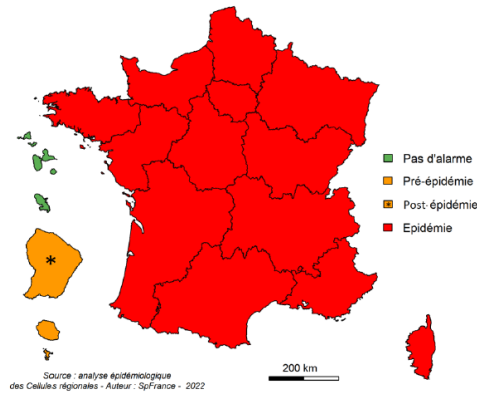 Pas d'alarme
Pré-épidémie
* Post-épidémie
Epidémie
*
200 km
Source : analyse épidémiologique
des Cellules régionales - Auteur : SpFrance - 2022